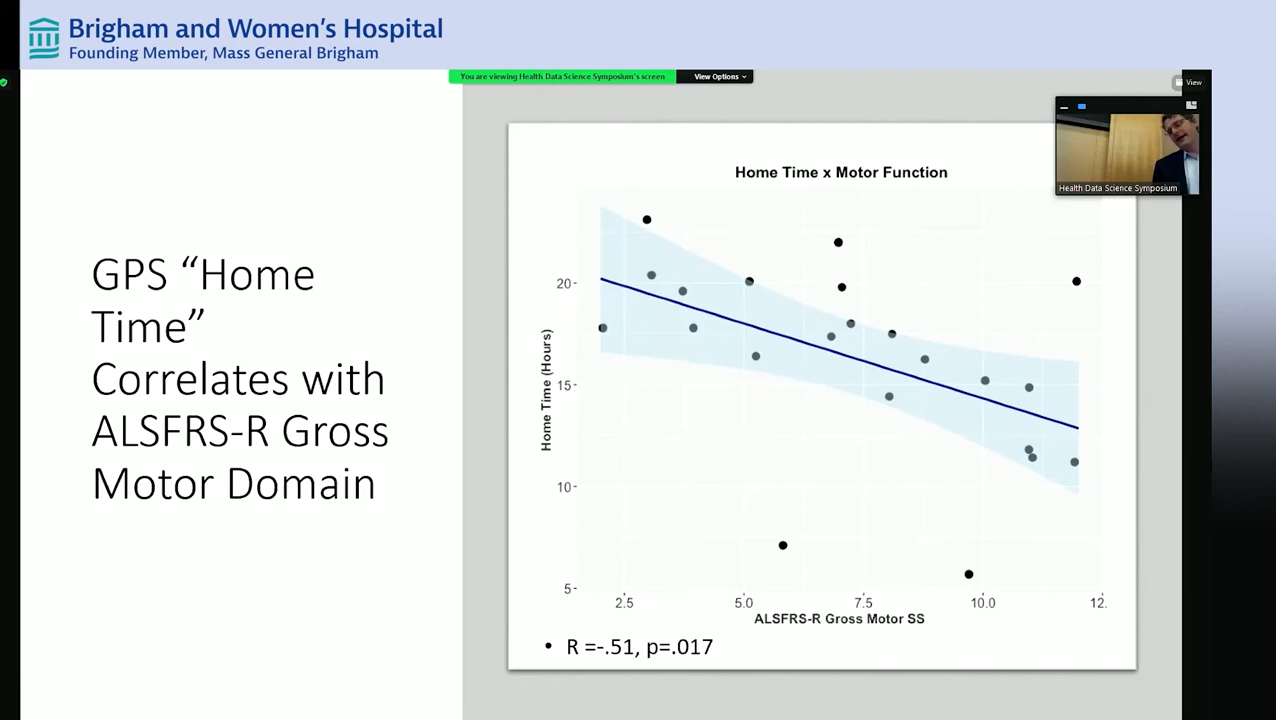 Brigham and Women's Hospital
Founding Member, Mass General Brigham
You are viewing Health Data Science Symposium's screen
View Options
View
Health Data Science Symposium
GPS “Home
Time”
Correlates with
ALSFRS-R Gross
Motor Domain
Home Time x Motor Function
Home Time (Hours)
20
15
10
5
2.5 5.0 7.5 10.0 12.
ALSFRS-R Gross Motor SS
• R =-.51, p=.017